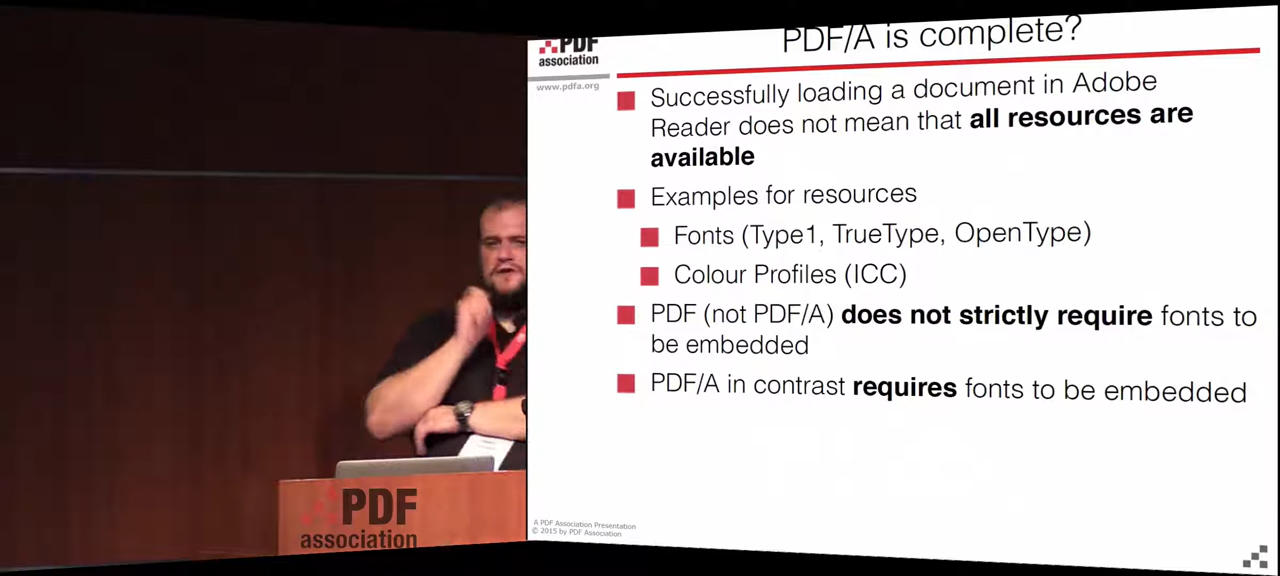 PDF
association
www.pdfa.org
PDF/A is complete?
Successfully loading a document in Adobe
Reader does not mean that all resources are
available
Examples for resources
Fonts (Type1, TrueType, OpenType)
Colour Profiles (ICC)
PDF (not PDF/A) does not strictly require fonts to
be embedded
PDF/A in contrast requires fonts to be embedded
A PDF Association Presentation
© 2015 by PDF Association
PDF
association